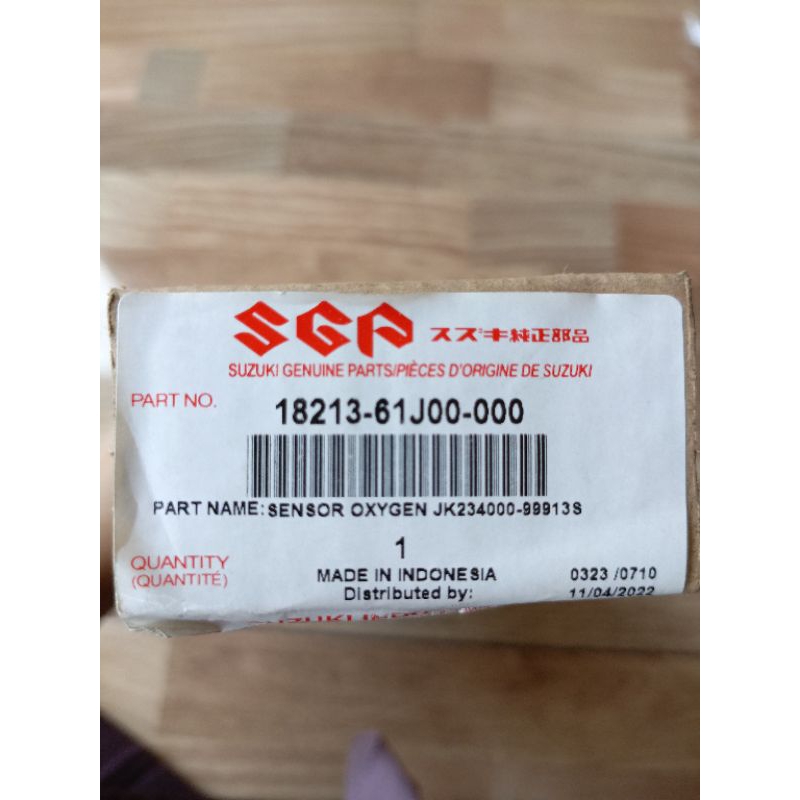 SGP スズキ純正部品
SUZUKI GENUINE PARTS/PIÈCES D'ORIGINE DE SUZUKI
PART NO.
18213-61J00-000
PART NAME: SENSOR OXYGEN JK234000-99913S
QUANTITY
(QUANTITÉ)
1
MADE IN INDONESIA
0323 /0710
Distributed by:
11/04/2022
SUZUKI